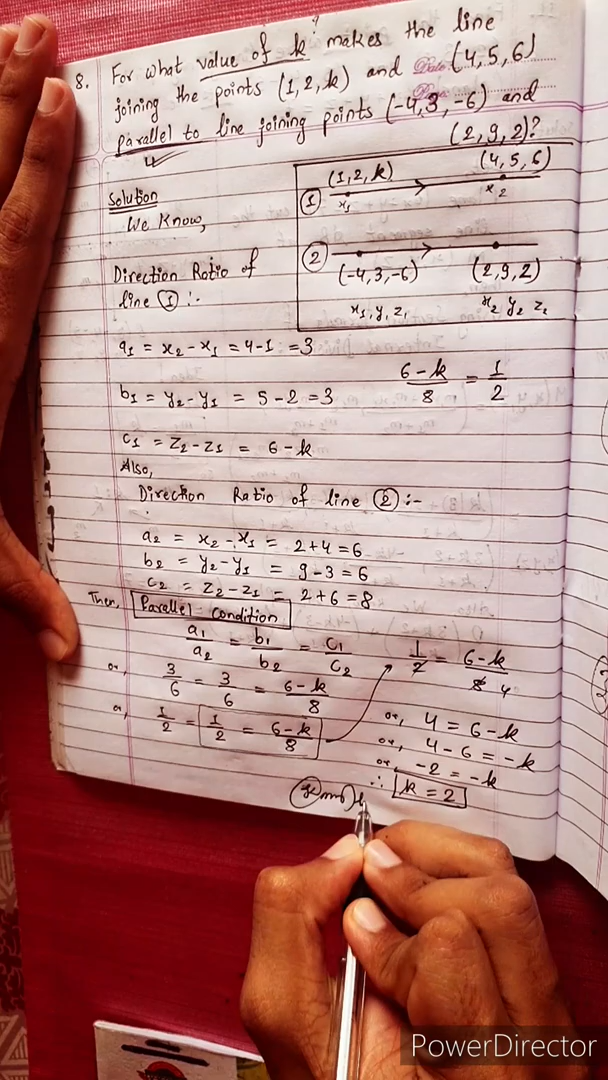 8. For what value of k makes the line
joining the points (1, 2, k) and Date (4, 5, 6)
parallel to line joining points (-4, 3, -6) and
(2, 9, 2)?
Solution
We Know,
(1, 2, k) (4, 5, 6)
① x₁ x₂
②
(-4, 3, -6) (2, 9, 2)
x₁, y₁ z₁ x₂ y₂ z₂
Direction Ratio of
line ① :-
a₁ = x₂ - x₁ = 4 - 1 = 3
b₁ = y₂ - y₁ = 5 - 2 = 3
6-k/8 = 1/2
c₁ = z₂ - z₁ = 6 - k
Also,
Direction Ratio of line ② :-
a₂ = x₂ - x₁ = 2 + 4 = 6
b₂ = y₂ - y₁ = 9 - 3 = 6
c₂ = z₂ - z₁ = 2 + 6 = 8
Then, Parallel condition
a₁/a₂ = b₁/b₂ = c₁/c₂
or, 3/6 = 3/6 = 6-k/8
or, 1/2 = 1/2 = 6-k/8
1/2 = 6-k/8 4
or, 4 = 6 - k
or, 4 - 6 = -k
or, -2 = -k
∴ k = 2
PowerDirector